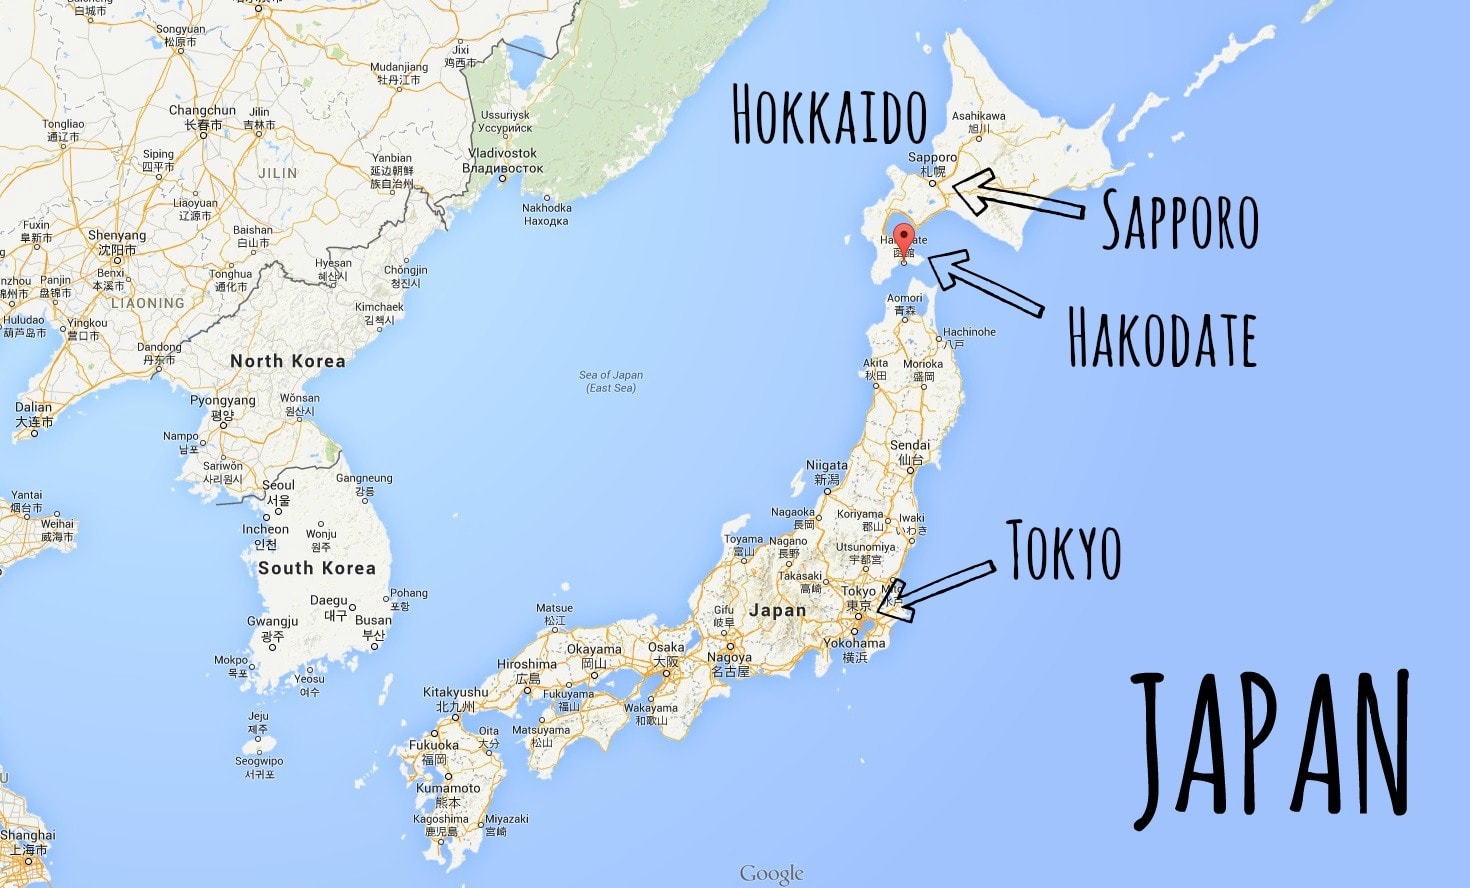 白城市
Songyuan
松原市
Jixi
鸡西市
Mudanjiang
牡丹江市
HOKKAIDO
Changchun
长春市
Jilin
吉林市
Ussuriysk
Уссурийск
Asahikawa
旭川
Tongliao
通辽市
Siping
四平市
Yanbian
延边朝鲜
族自治州
Vladivostok
Владивосток
Sapporo
札幌
JILIN
Liaoyuan
辽源市
Nakhodka
Находка
SAPPORO
Fuxin
阜新市
Shenyang
沈阳市
Baishan
白山市
函館
Hyesan
혜산시
Chŏngjin
청진시
Benxi
本溪市
Tonghua
通化市
Panjin
盘锦市
nzhou
锦州市
LIAONING
Kimchaek
김책시
Aomori
青森
HAKODATE
Huludao
葫芦岛市
Yingkou
营口市
Hachinohe
八戸
Dandong
丹东市
North Korea
Akita
秋田
Morioka
盛岡
Sea of Japan
(East Sea)
Dalian
大连市
Pyongyang
평양
Wŏnsan
원산시
Nampo
남포
Sendai
仙台
Sariwŏn
사리원시
Niigata
新潟
Seoul
서울
Gangneung
강릉
Yantai
烟台市
Weihai
威海市
Incheon
인천
Wonju
원주
Nagaoka
長岡
Koriyama
郡山
Iwaki
いわき
TOKYO
Toyama
富山
Nagano
長野
Utsunomiya
宇都宮
South Korea
Takasaki
高崎
Tokyo
東京
水戸
Daegu
대구
Pohang
포항
Matsue
松江
Gifu
岐阜
Japan
Gwangju
광주
Busan
부산
Yokohama
横浜
Okayama
岡山
Osaka
大阪
Nagoya
名古屋
Mokpo
목포
Yeosu
여수
Hiroshima
広島
Fukuyama
福山
Kitakyushu
北九州
Wakayama
和歌山
JAPAN
Jeju
제주
Matsuyama
松山
Oita
大分
Fukuoka
福岡
Seogwipo
서귀포
Kumamoto
熊本
Kagoshima
鹿児島
Miyazaki
宮崎
Shanghai
上海市
Google